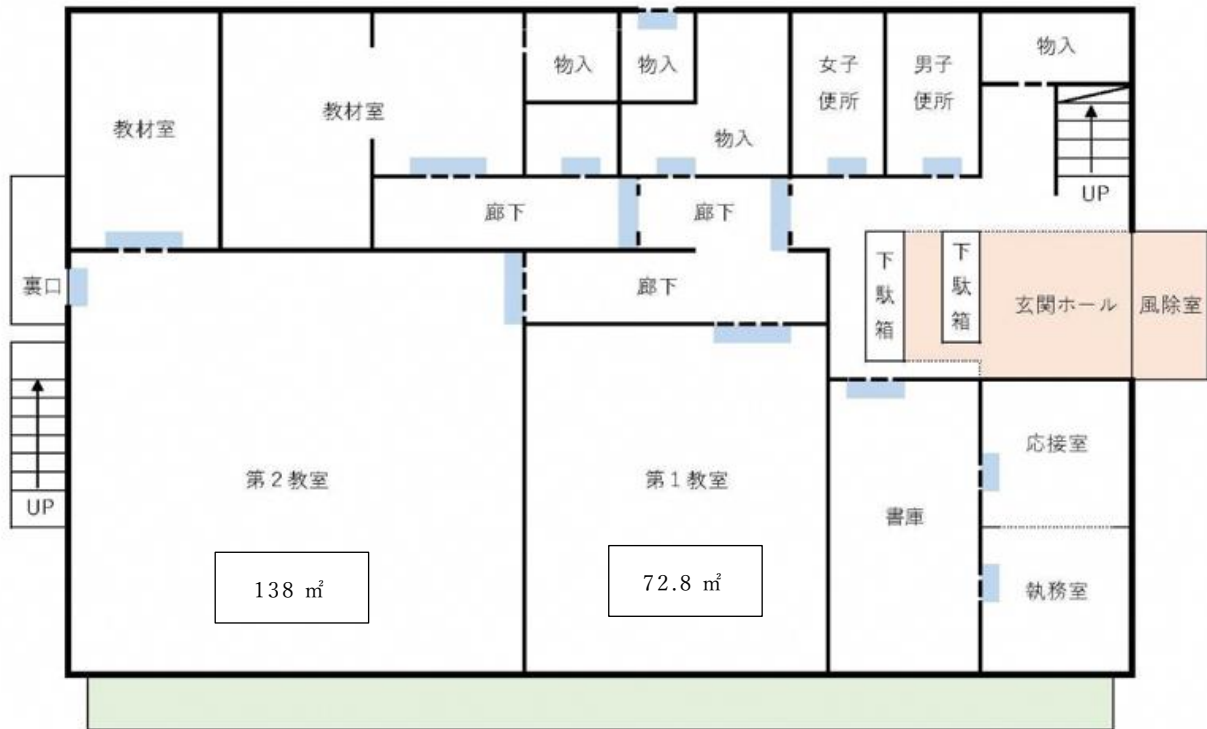 物入
物入
女子
便所
男子
便所
物入
教材室
教材室
物入
UP
廊下
廊下
裏口
廊下
下
駄
箱
下
駄
箱
玄関ホール
風除室
第２教室
第１教室
応接室
書庫
UP
138 ㎡
72.8 ㎡
執務室